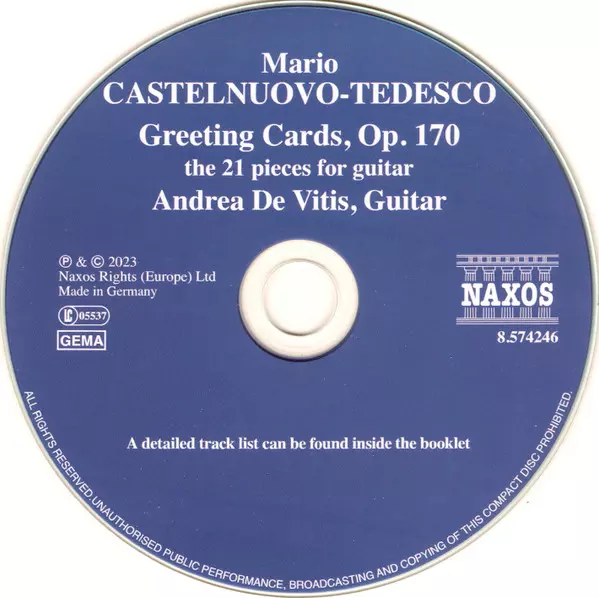 Mario
CASTELNUOVO-TEDESCO
Greeting Cards, Op. 170
the 21 pieces for guitar
Andrea De Vitis, Guitar
℗ & © 2023
Naxos Rights (Europe) Ltd
Made in Germany
LC 05537
GEMA
NAXOS
8.574246
A detailed track list can be found inside the booklet
ALL RIGHTS RESERVED. UNAUTHORISED PUBLIC PERFORMANCE, BROADCASTING AND COPYING OF THIS COMPACT DISC PROHIBITED.